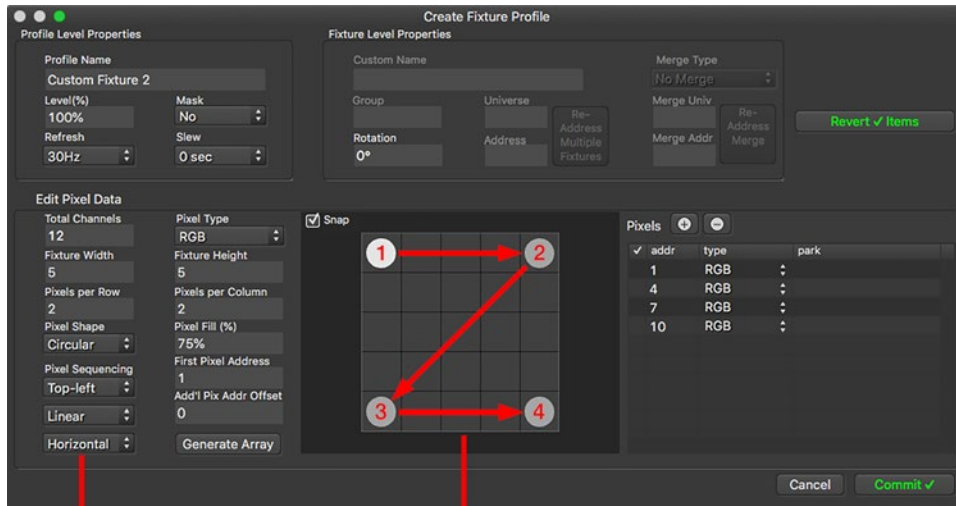 Create Fixture Profile
Profile Level Properties
Profile Name
Custom Fixture 2
Level(%)
Mask
100%
No
Refresh
Slew
30Hz
0 sec
Fixture Level Properties
Custom Name
Merge Type
No Merge
Group
Universe
Re-
Address
Multiple
Fixtures
Merge Univ
Re-
Address
Merge
Rotation
Address
Merge Addr
0°
Revert ✓ Items
Edit Pixel Data
Total Channels
Pixel Type
12
RGB
Fixture Width
Fixture Height
5
5
Pixels per Row
Pixels per Column
2
2
Pixel Shape
Pixel Fill (%)
Circular
75%
Pixel Sequencing
First Pixel Address
Top-left
1
Add'l Pix Addr Offset
Linear
0
Horizontal
Generate Array
Snap
1
2
3
4
Pixels
✓ addr type park
1 RGB
4 RGB
7 RGB
10 RGB
Cancel
Commit ✓